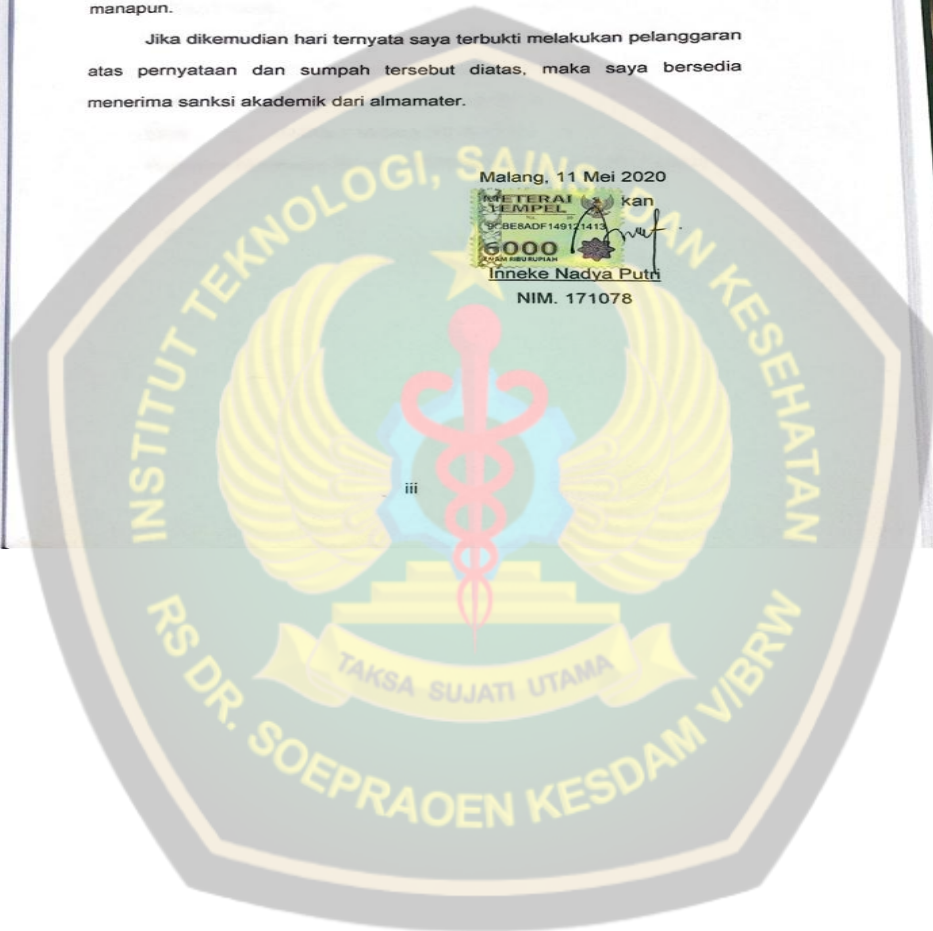 manapun.
Jika dikemudian hari ternyata saya terbukti melakukan pelanggaran
atas pernyataan dan sumpah tersebut diatas, maka saya bersedia
menerima sanksi akademik dari almamater.
Malang, 11 Mei 2020
kan
METERAI
TEMPEL
9CBE8ADF149121413
6000
ENAM RIBU RUPIAH
Inneke Nadya Putri
NIM. 171078
iii
INSTITUT TEKNOLOGI, SAINS DAN KESEHATAN
TAKSA SUJATI UTAMA
RS DR. SOEPRAOEN KESDAM V/BRW